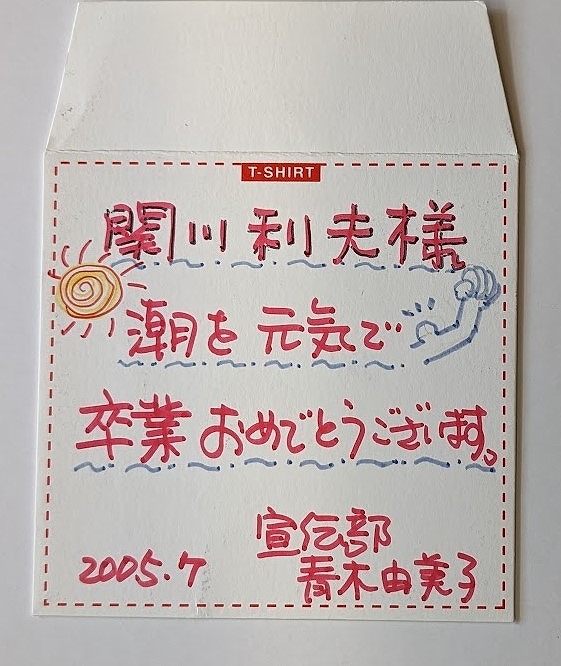 T-SHIRT
関川利夫様
潮を元気で
卒業おめでとうございます。
宣伝部
2005.7 青木由美子